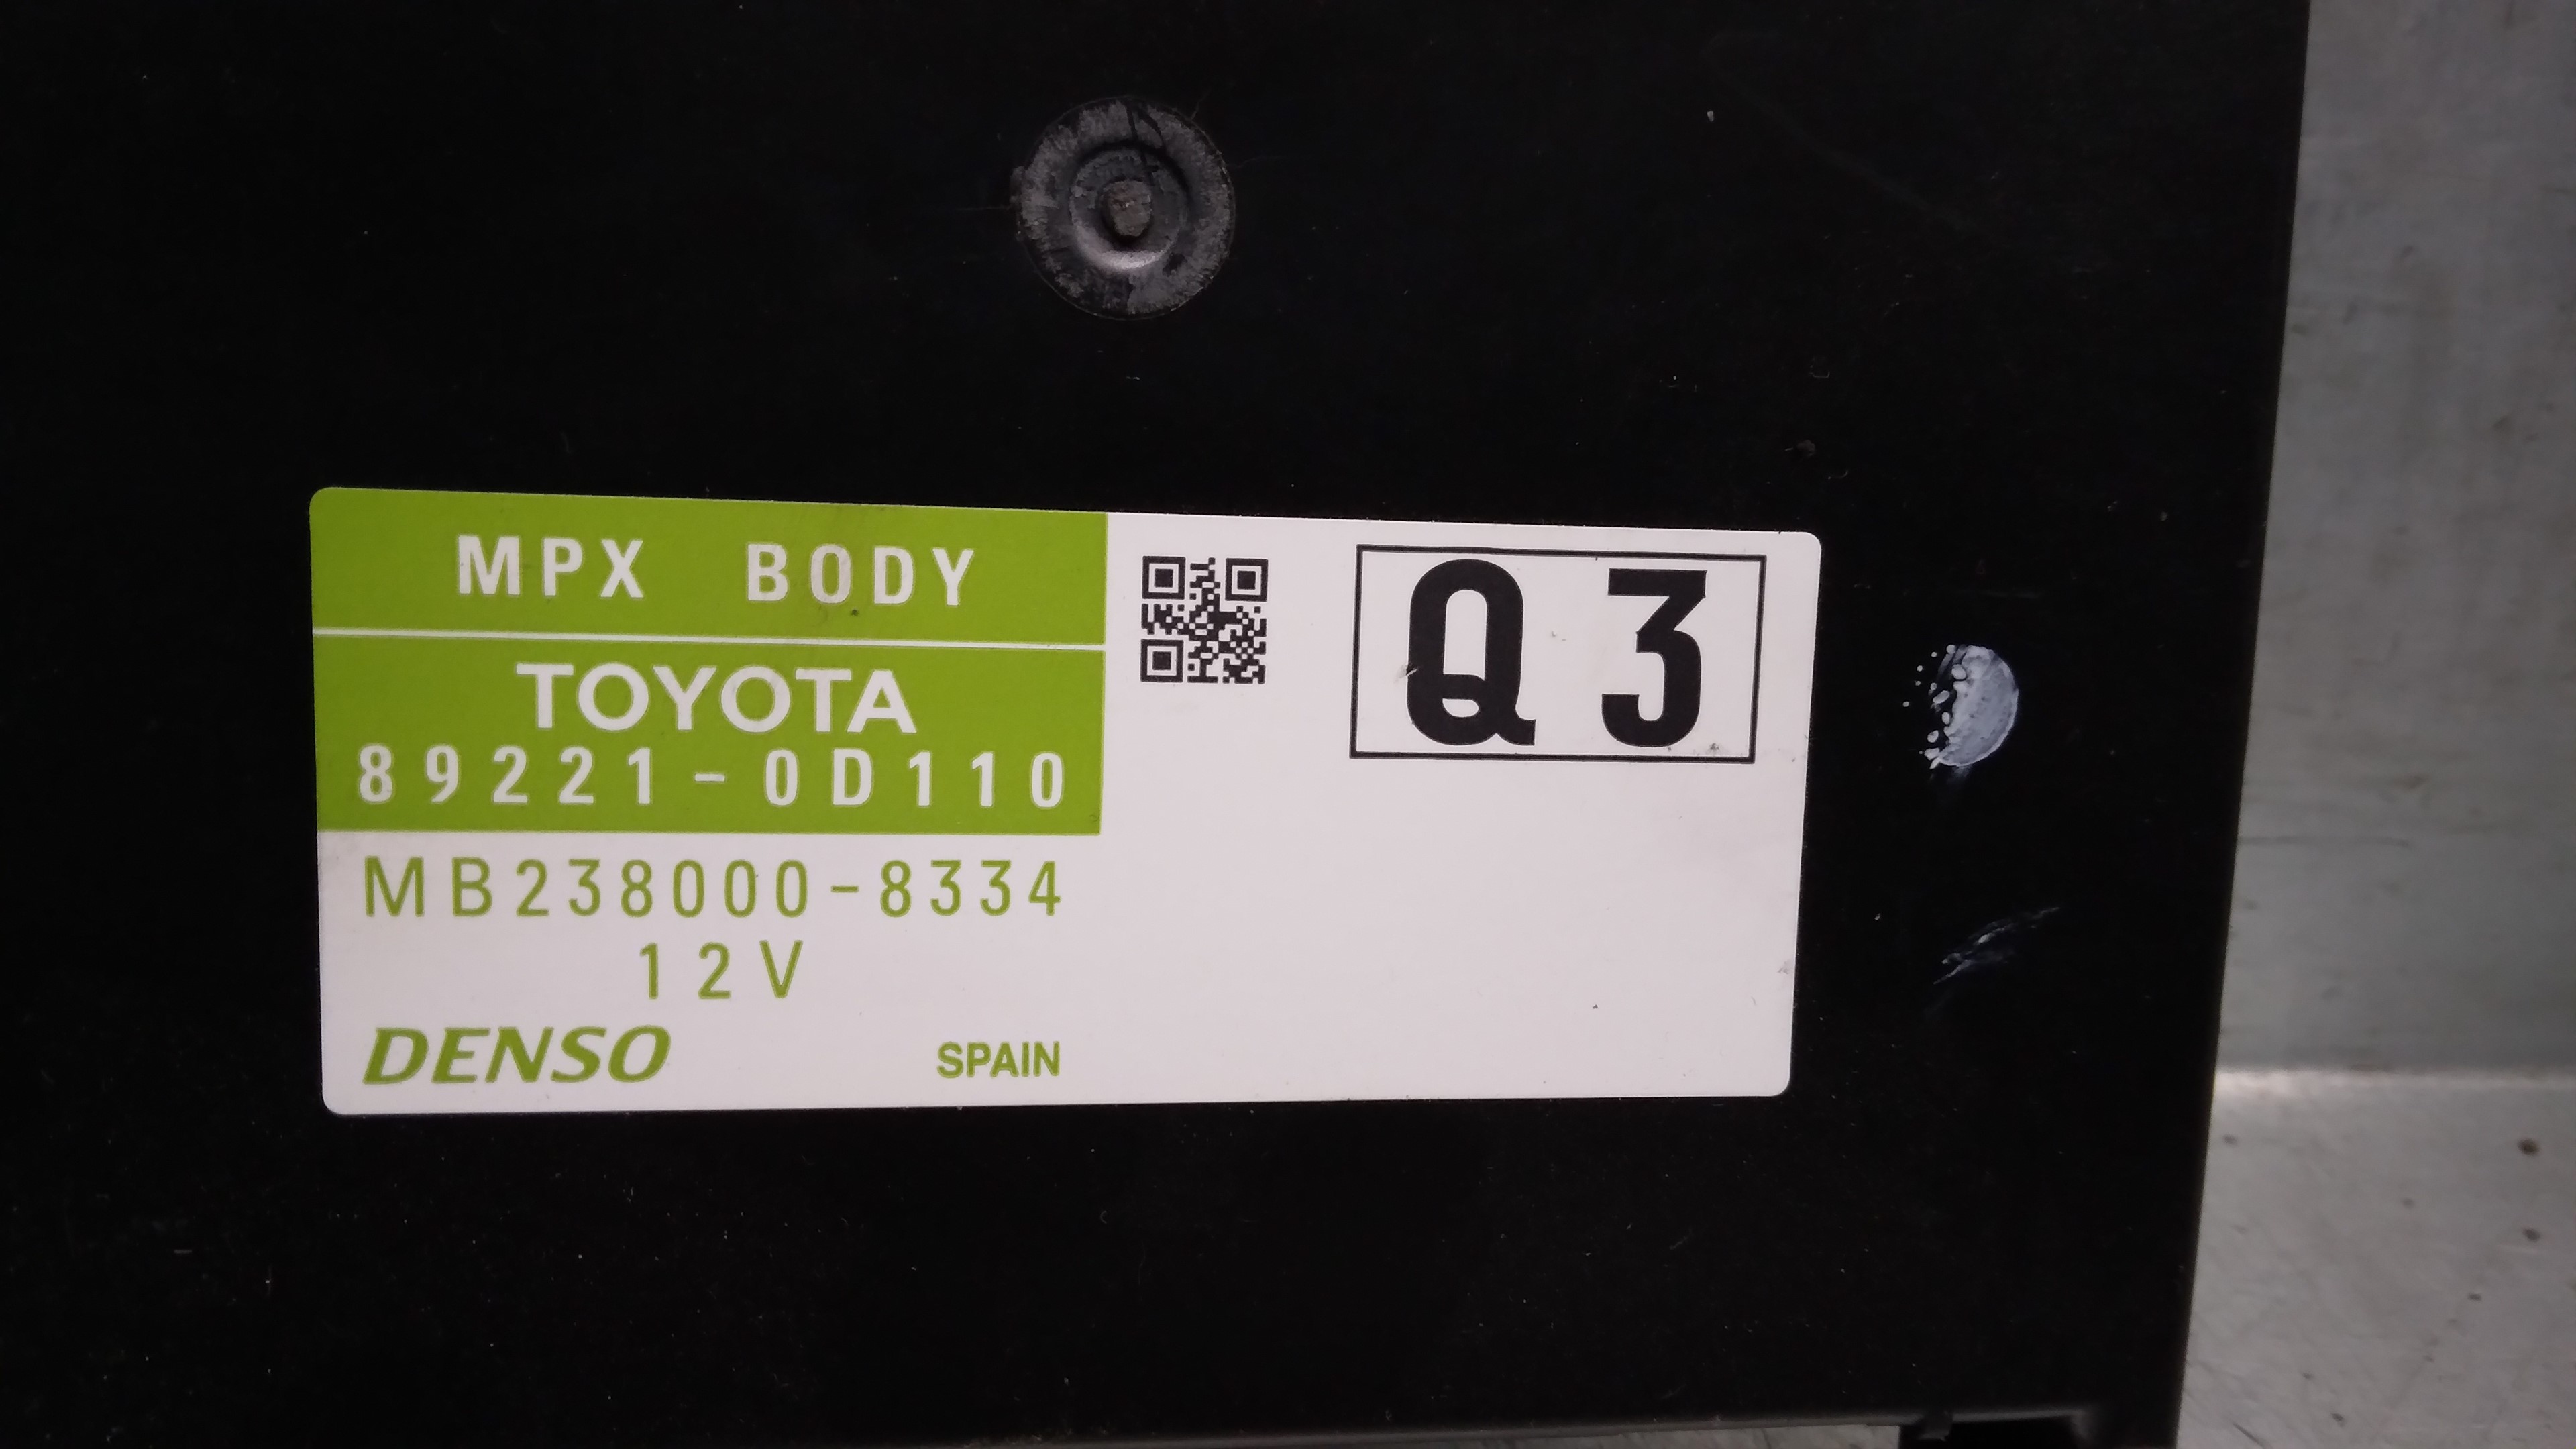 MPX BODY
TOYOTA
89221-0D110
MB238000-8334
12V
DENSO SPAIN
Q3